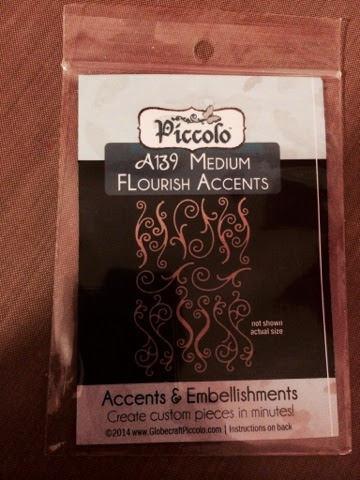 Piccolo
A139 MEDIUM
FLOURISH ACCENTS
not shown
actual size
Accents & Embellishments
Create custom pieces in minutes!
©2014 www.GlobecraftPiccolo.com | Instructions on back